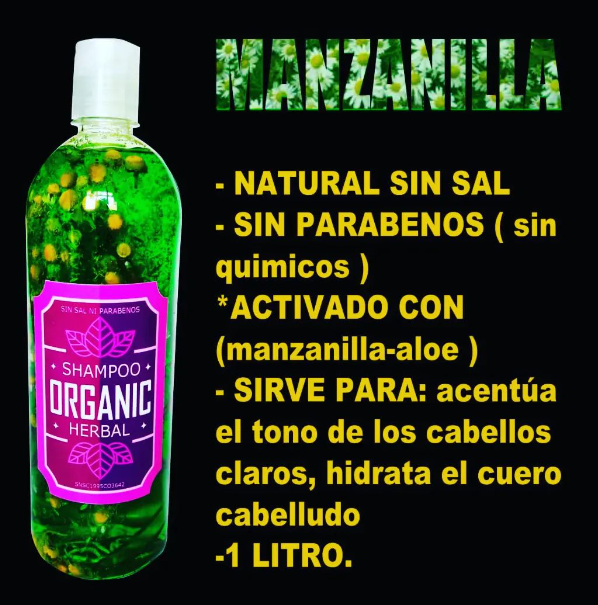 MANZANILLA
- NATURAL SIN SAL
- SIN PARABENOS ( sin
quimicos )
*ACTIVADO CON
(manzanilla-aloe )
- SIRVE PARA: acentúa
el tono de los cabellos
claros, hidrata el cuero
cabelludo
-1 LITRO.
SIN SAL NI PARABENOS
SHAMPOO
ORGANIC
HERBAL